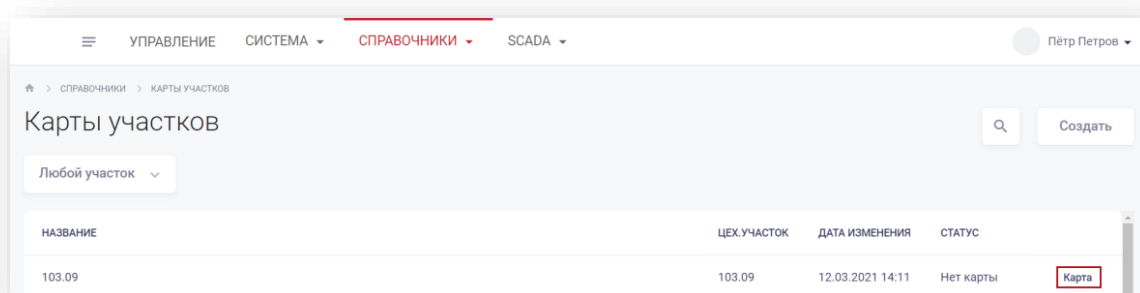 УПРАВЛЕНИЕ СИСТЕМА СПРАВОЧНИКИ SCADA Пётр Петров
> СПРАВОЧНИКИ > КАРТЫ УЧАСТКОВ
Карты участков Создать
Любой участок
НАЗВАНИЕ ЦЕХ.УЧАСТОК ДАТА ИЗМЕНЕНИЯ СТАТУС
103.09 103.09 12.03.2021 14:11 Нет карты Карта